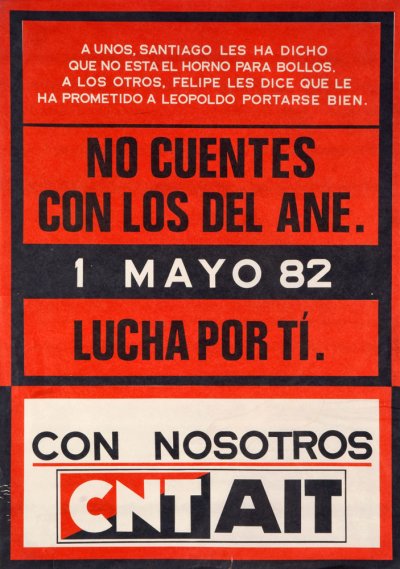 A UNOS, SANTIAGO LES HA DICHO
QUE NO ESTA EL HORNO PARA BOLLOS.
A LOS OTROS, FELIPE LES DICE QUE LE
HA PROMETIDO A LEOPOLDO PORTARSE BIEN.
NO CUENTES
CON LOS DEL ANE.
1 MAYO 82
LUCHA POR TÍ.
CON NOSOTROS
CNT AIT